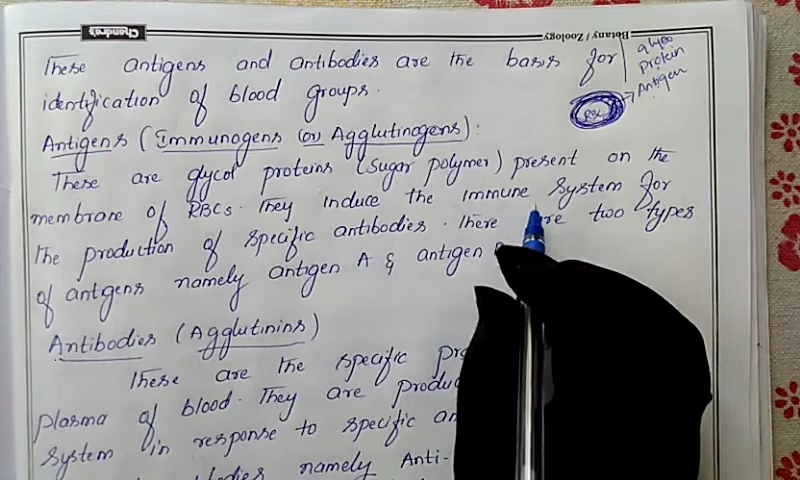 Chandra's
Botany / Zoology
These antigens and antibodies are the basis for
identification of blood groups.
glyco
protein
Antigen
RBC
Antigens (Immunogens (or) Agglutinogens):
These are glycol proteins (Sugar polymer) present on the
membrane of RBCs. They induce the immune system for
the production of specific antibodies. There are two types
of antigens namely antigen A & antigen
Antibodies (Agglutinins)
These are the specific
plasma of blood. They are
system in response to specific
namely Anti-